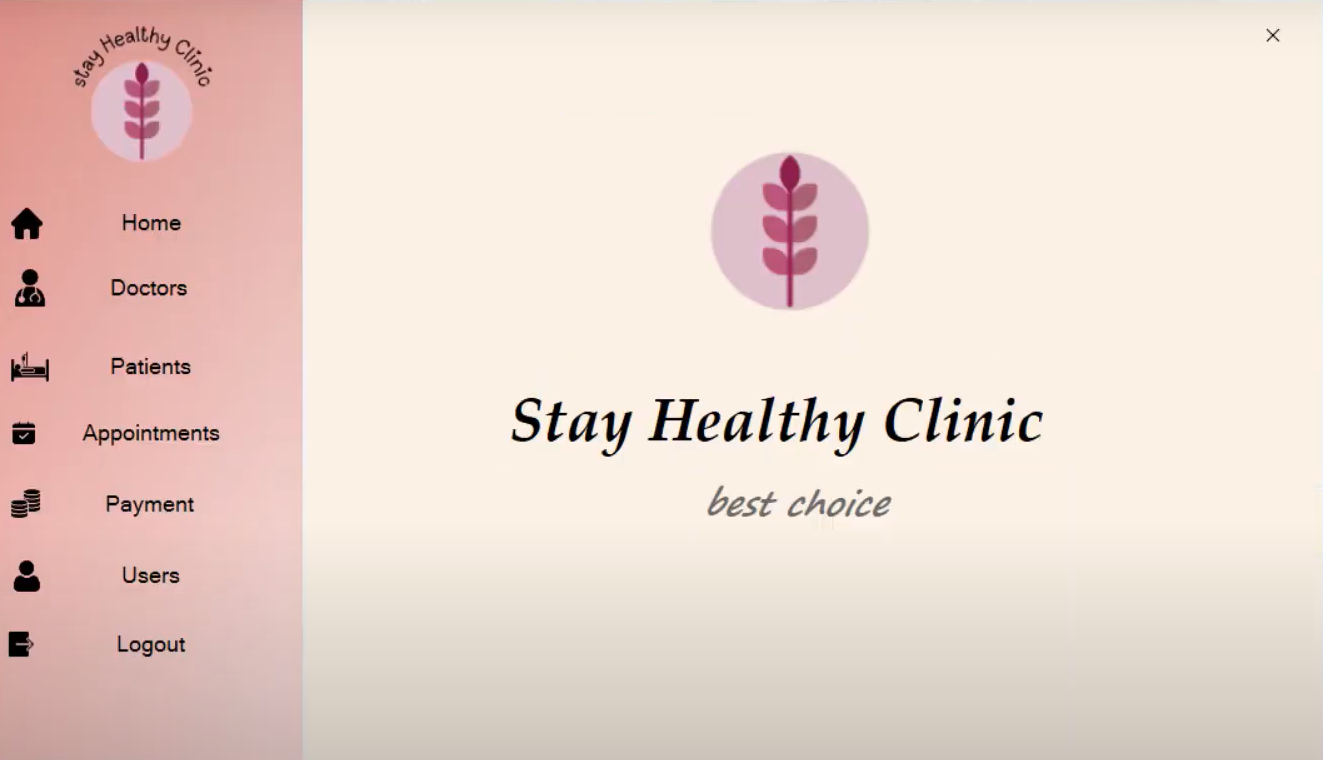 stay Healthy Clinic
Home
Doctors
Patients
Appointments
Payment
Users
Logout
Stay Healthy Clinic
best choice